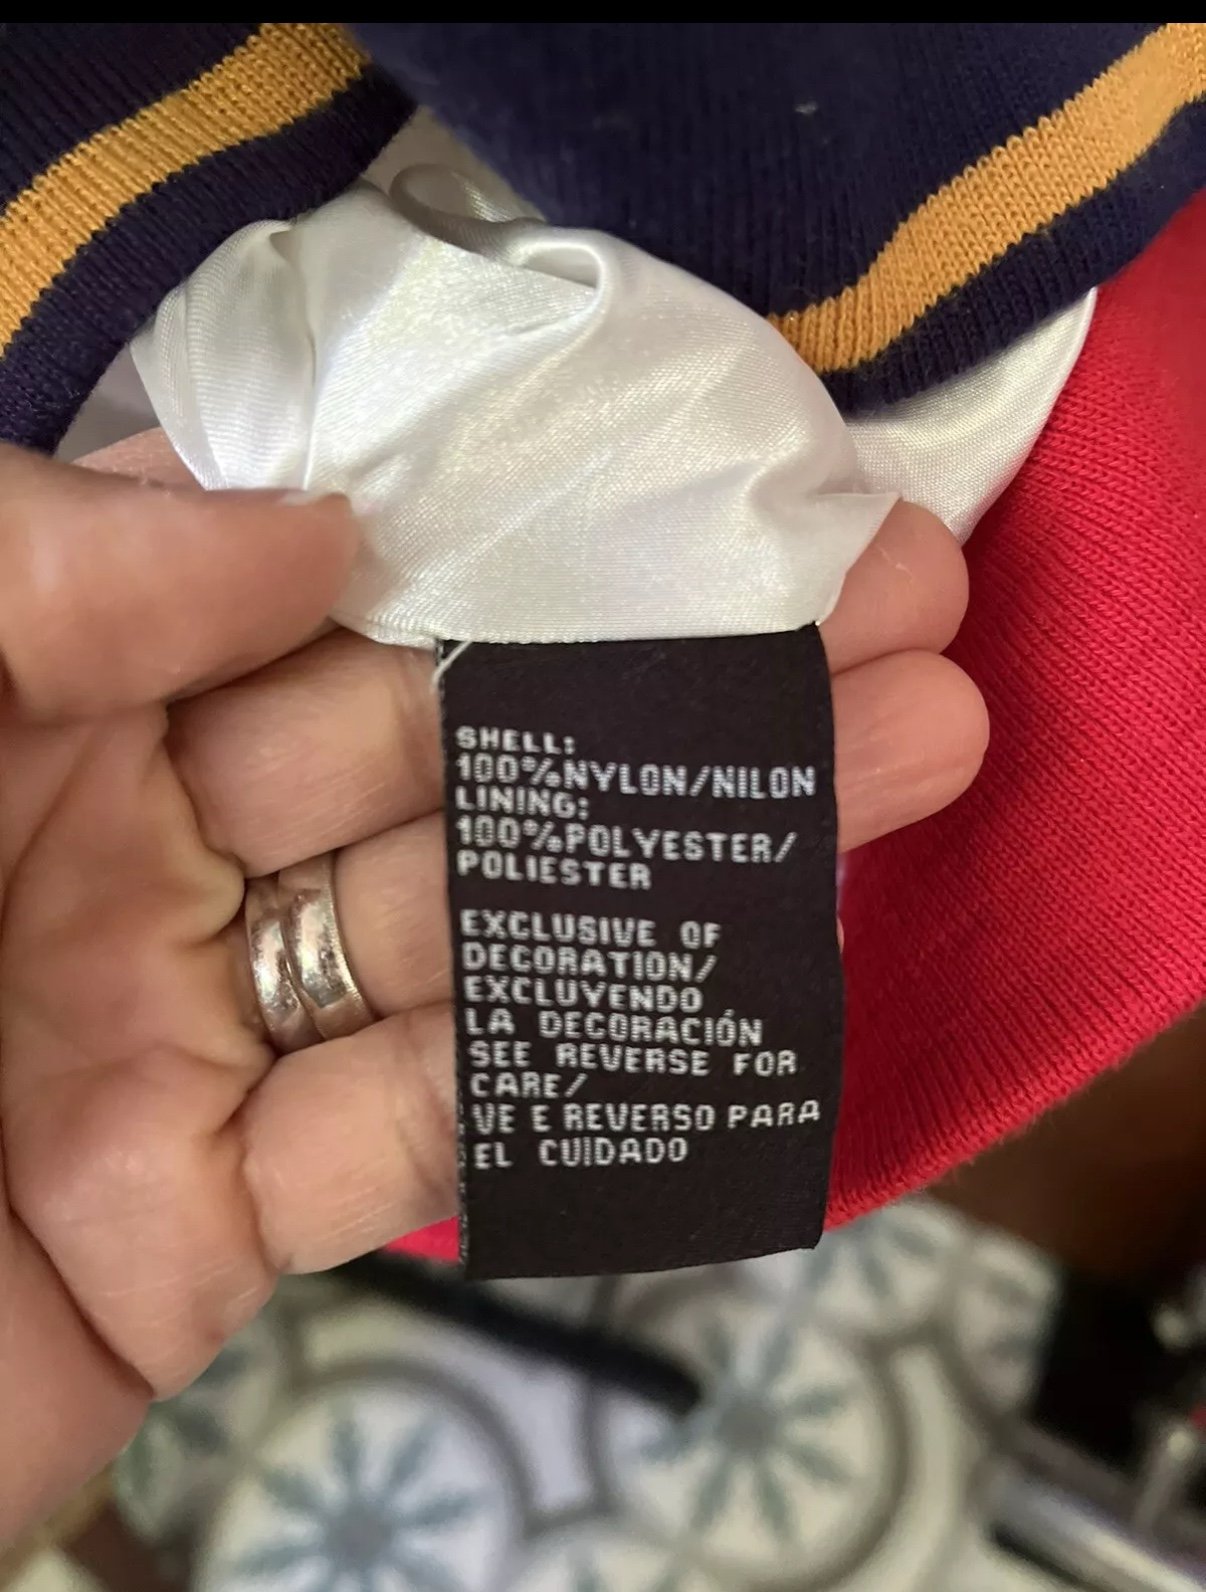 SHELL:
100%NYLON/NILON
LINING:
100%POLYESTER/
POLIESTER
EXCLUSIVE OF
DECORATION/
EXCLUYENDO
LA DECORACIÓN
SEE REVERSE FOR
CARE/
VE E REVERSO PARA
EL CUIDADO